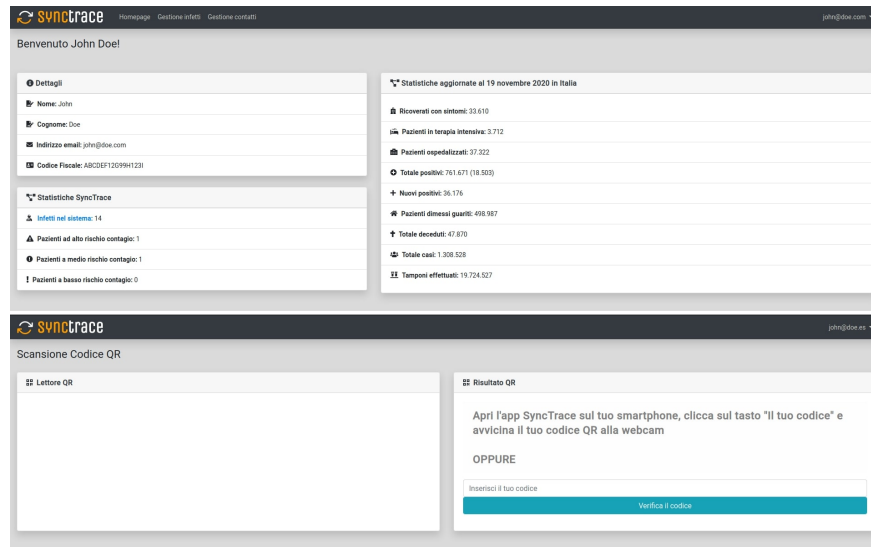 synctrace Homepage Gestione infetti Gestione contatti john@doe.com
Benvenuto John Doe!
Dettagli
Nome: John
Cognome: Doe
Indirizzo email: john@doe.com
Codice Fiscale: ABCDEF12G99H123I
Statistiche SyncTrace
Infetti nel sistema: 14
Pazienti ad alto rischio contagio: 1
Pazienti a medio rischio contagio: 1
Pazienti a basso rischio contagio: 0
Statistiche aggiornate al 19 novembre 2020 in Italia
Ricoverati con sintomi: 33.610
Pazienti in terapia intensiva: 3.712
Pazienti ospedalizzati: 37.322
Totale positivi: 761.671 (18.503)
Nuovi positivi: 36.176
Pazienti dimessi guariti: 498.987
Totale deceduti: 47.870
Totale casi: 1.308.528
Tamponi effettuati: 19.724.527
synctrace john@doe.es
Scansione Codice QR
Lettore QR
Risultato QR
Apri l'app SyncTrace sul tuo smartphone, clicca sul tasto "Il tuo codice" e
avvicina il tuo codice QR alla webcam
OPPURE
Inserisci il tuo codice
Verifica il codice